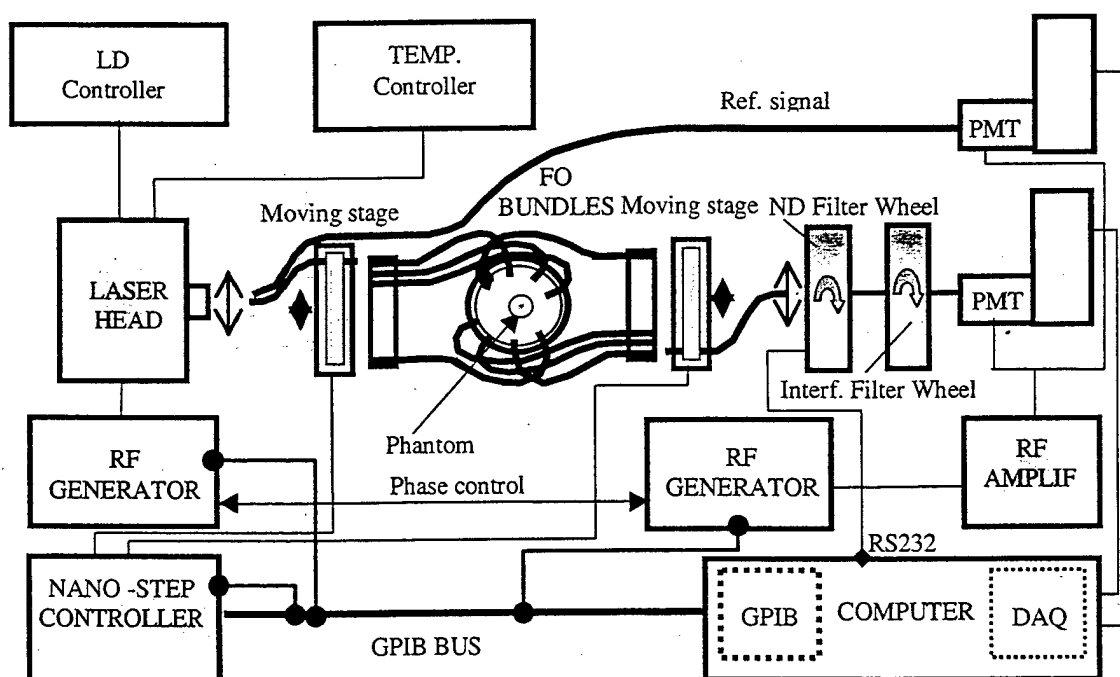 LD
Controller
TEMP.
Controller
Ref. signal
PMT
FO
BUNDLES
Moving stage
Moving stage
ND Filter Wheel
LASER
HEAD
PMT
Interf. Filter Wheel
Phantom
RF
GENERATOR
Phase control
RF
GENERATOR
RF
AMPLIF
RS232
NANO -STEP
CONTROLLER
GPIB BUS
GPIB
COMPUTER
DAQ